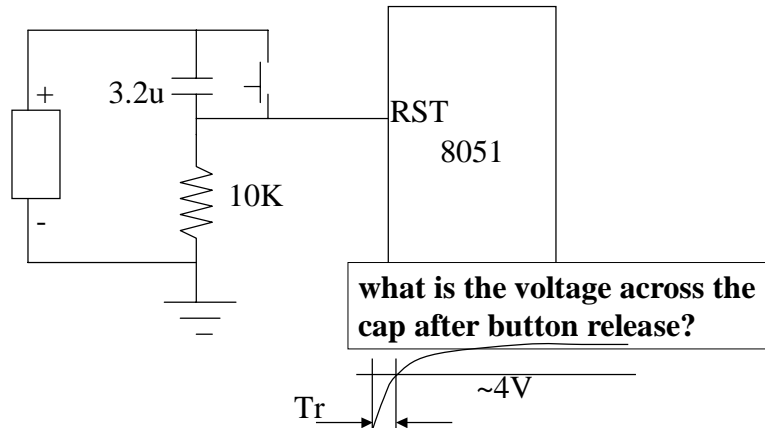 +
3.2u
RST
8051
10K
-
what is the voltage across the
cap after button release?
~4V
Tr